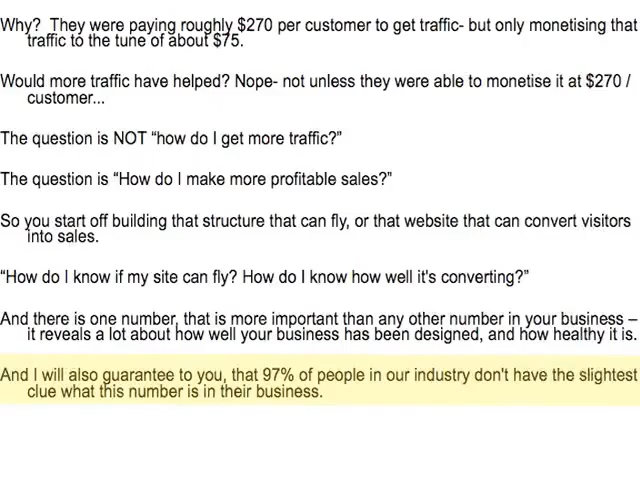 Why?  They were paying roughly $270 per customer to get traffic- but only monetising that
traffic to the tune of about $75.
Would more traffic have helped? Nope- not unless they were able to monetise it at $270 /
customer...
The question is NOT “how do I get more traffic?”
The question is “How do I make more profitable sales?”
So you start off building that structure that can fly, or that website that can convert visitors
into sales.
“How do I know if my site can fly? How do I know how well it's converting?”
And there is one number, that is more important than any other number in your business –
it reveals a lot about how well your business has been designed, and how healthy it is.
And I will also guarantee to you, that 97% of people in our industry don't have the slightest
clue what this number is in their business.